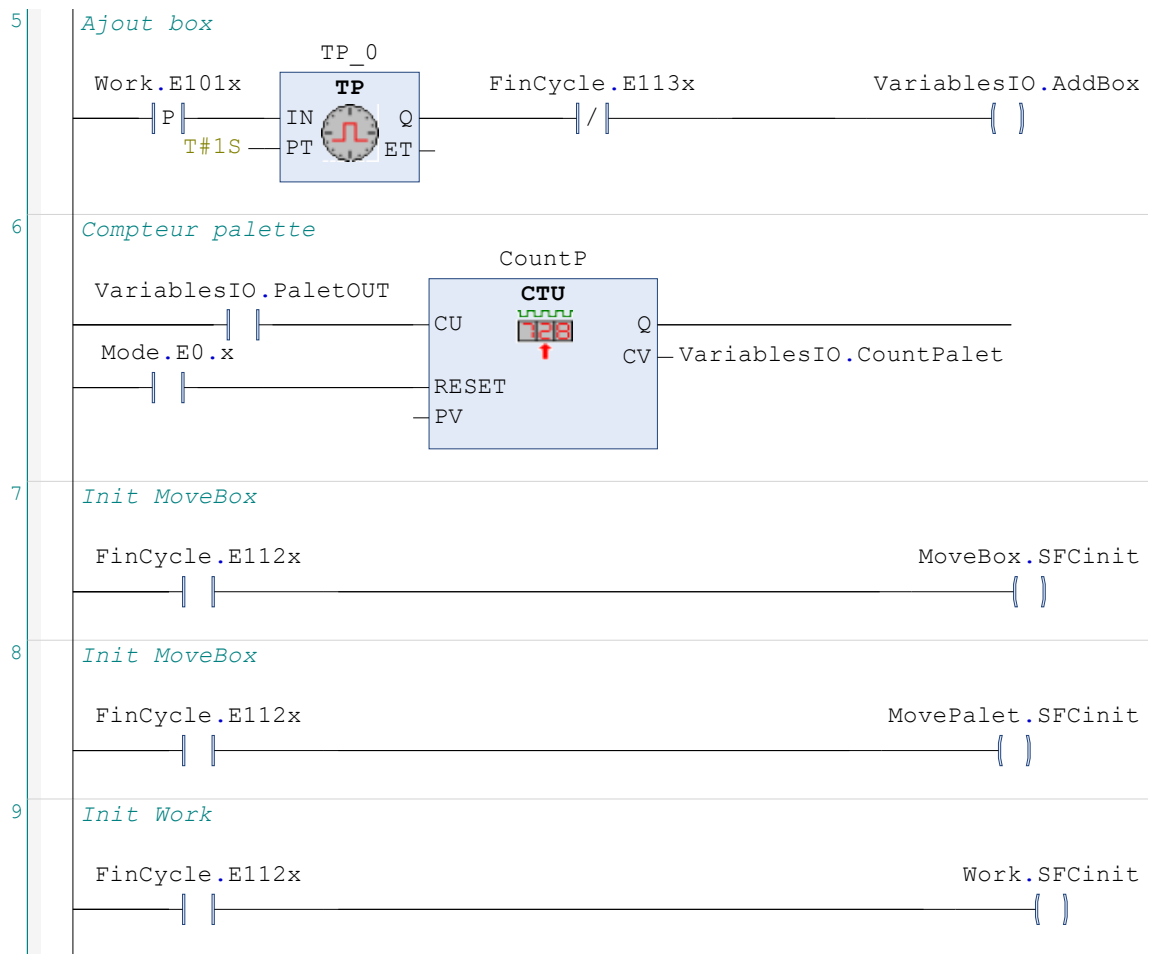 5
Ajout box
TP_0
Work.E101x
TP
FinCycle.E113x
VariablesIO.AddBox
P
IN
Q
/
T#1S
PT
ET
6
Compteur palette
CountP
VariablesIO.PaletOUT
CTU
728
CU
Q
Mode.E0.x
CV
VariablesIO.CountPalet
RESET
PV
7
Init MoveBox
FinCycle.E112x
MoveBox.SFCinit
8
Init MoveBox
FinCycle.E112x
MovePalet.SFCinit
9
Init Work
FinCycle.E112x
Work.SFCinit